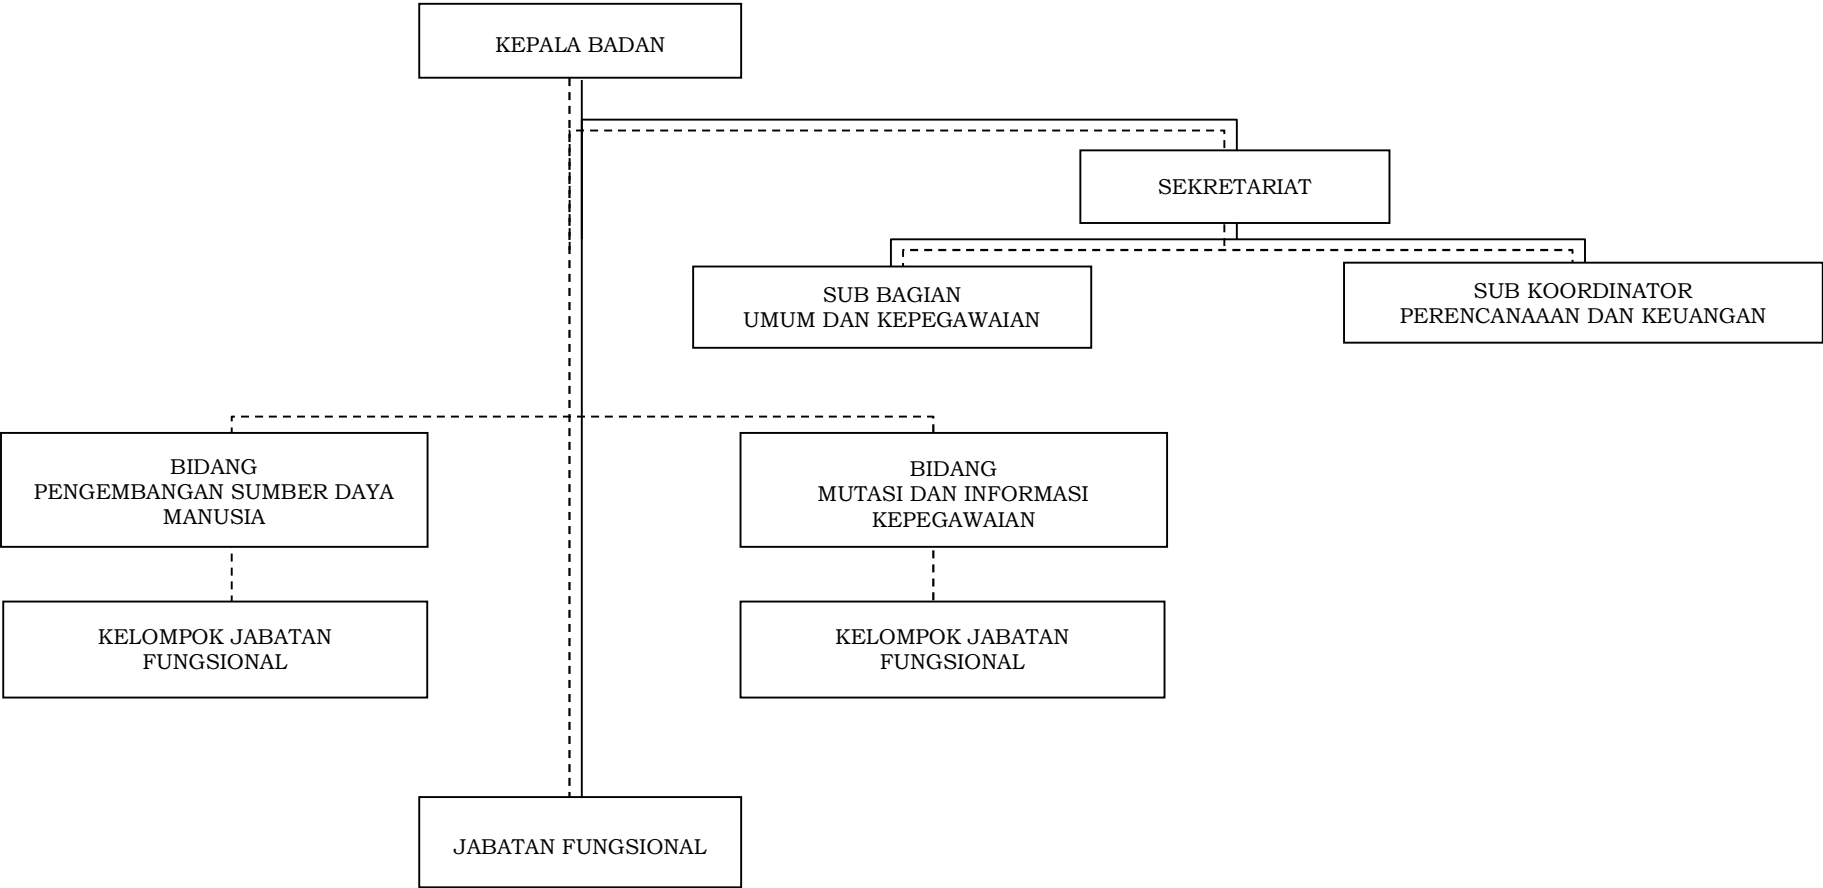 KEPALA BADAN
SEKRETARIAT
SUB BAGIAN
UMUM DAN KEPEGAWAIAN
SUB KOORDINATOR
PERENCANAAAN DAN KEUANGAN
BIDANG
PENGEMBANGAN SUMBER DAYA
MANUSIA
BIDANG
MUTASI DAN INFORMASI
KEPEGAWAIAN
KELOMPOK JABATAN
FUNGSIONAL
KELOMPOK JABATAN
FUNGSIONAL
JABATAN FUNGSIONAL